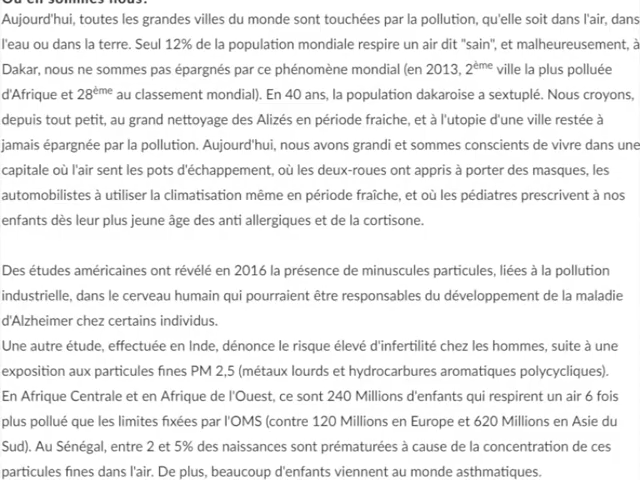 Où en sommes nous?
Aujourd'hui, toutes les grandes villes du monde sont touchées par la pollution, qu'elle soit dans l'air, dans
l'eau ou dans la terre. Seul 12% de la population mondiale respire un air dit "sain", et malheureusement, à
Dakar, nous ne sommes pas épargnés par ce phénomène mondial (en 2013, 2ème ville la plus polluée
d'Afrique et 28ème au classement mondial). En 40 ans, la population dakaroise a sextuplé. Nous croyons,
depuis tout petit, au grand nettoyage des Alizés en période fraiche, et à l'utopie d'une ville restée à
jamais épargnée par la pollution. Aujourd'hui, nous avons grandi et sommes conscients de vivre dans une
capitale où l'air sent les pots d'échappement, où les deux-roues ont appris à porter des masques, les
automobilistes à utiliser la climatisation même en période fraîche, et où les pédiatres prescrivent à nos
enfants dès leur plus jeune âge des anti allergiques et de la cortisone.
Des études américaines ont révélé en 2016 la présence de minuscules particules, liées à la pollution
industrielle, dans le cerveau humain qui pourraient être responsables du développement de la maladie
d'Alzheimer chez certains individus.
Une autre étude, effectuée en Inde, dénonce le risque élevé d'infertilité chez les hommes, suite à une
exposition aux particules fines PM 2,5 (métaux lourds et hydrocarbures aromatiques polycycliques).
En Afrique Centrale et en Afrique de l'Ouest, ce sont 240 Millions d'enfants qui respirent un air 6 fois
plus pollué que les limites fixées par l'OMS (contre 120 Millions en Europe et 620 Millions en Asie du
Sud). Au Sénégal, entre 2 et 5% des naissances sont prématurées à cause de la concentration de ces
particules fines dans l'air. De plus, beaucoup d'enfants viennent au monde asthmatiques.